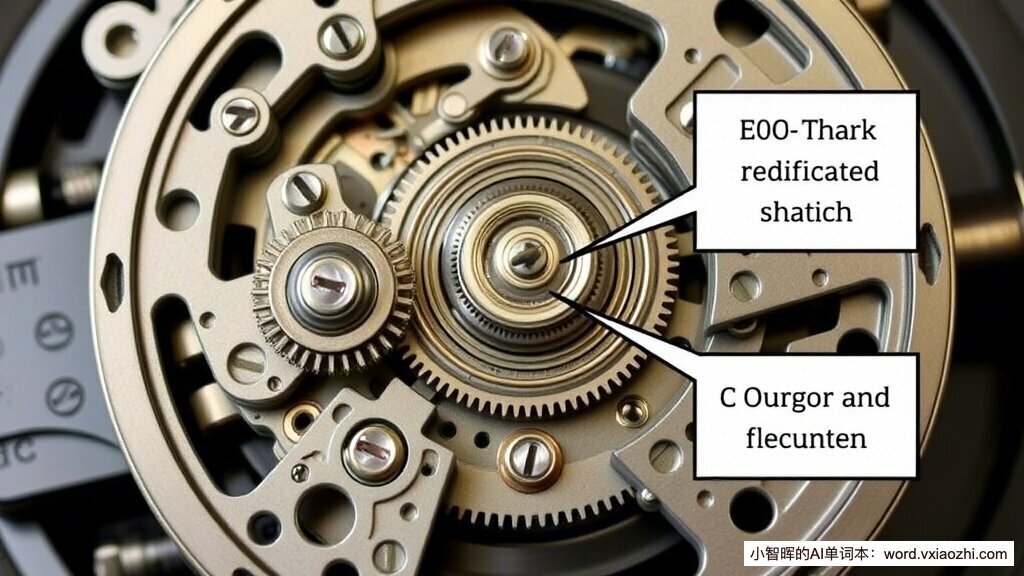 E00-Thark
redificated
shatich
C Ourgor and
flecunten
小智晖的AI单词本：word.vxiaozhi.com